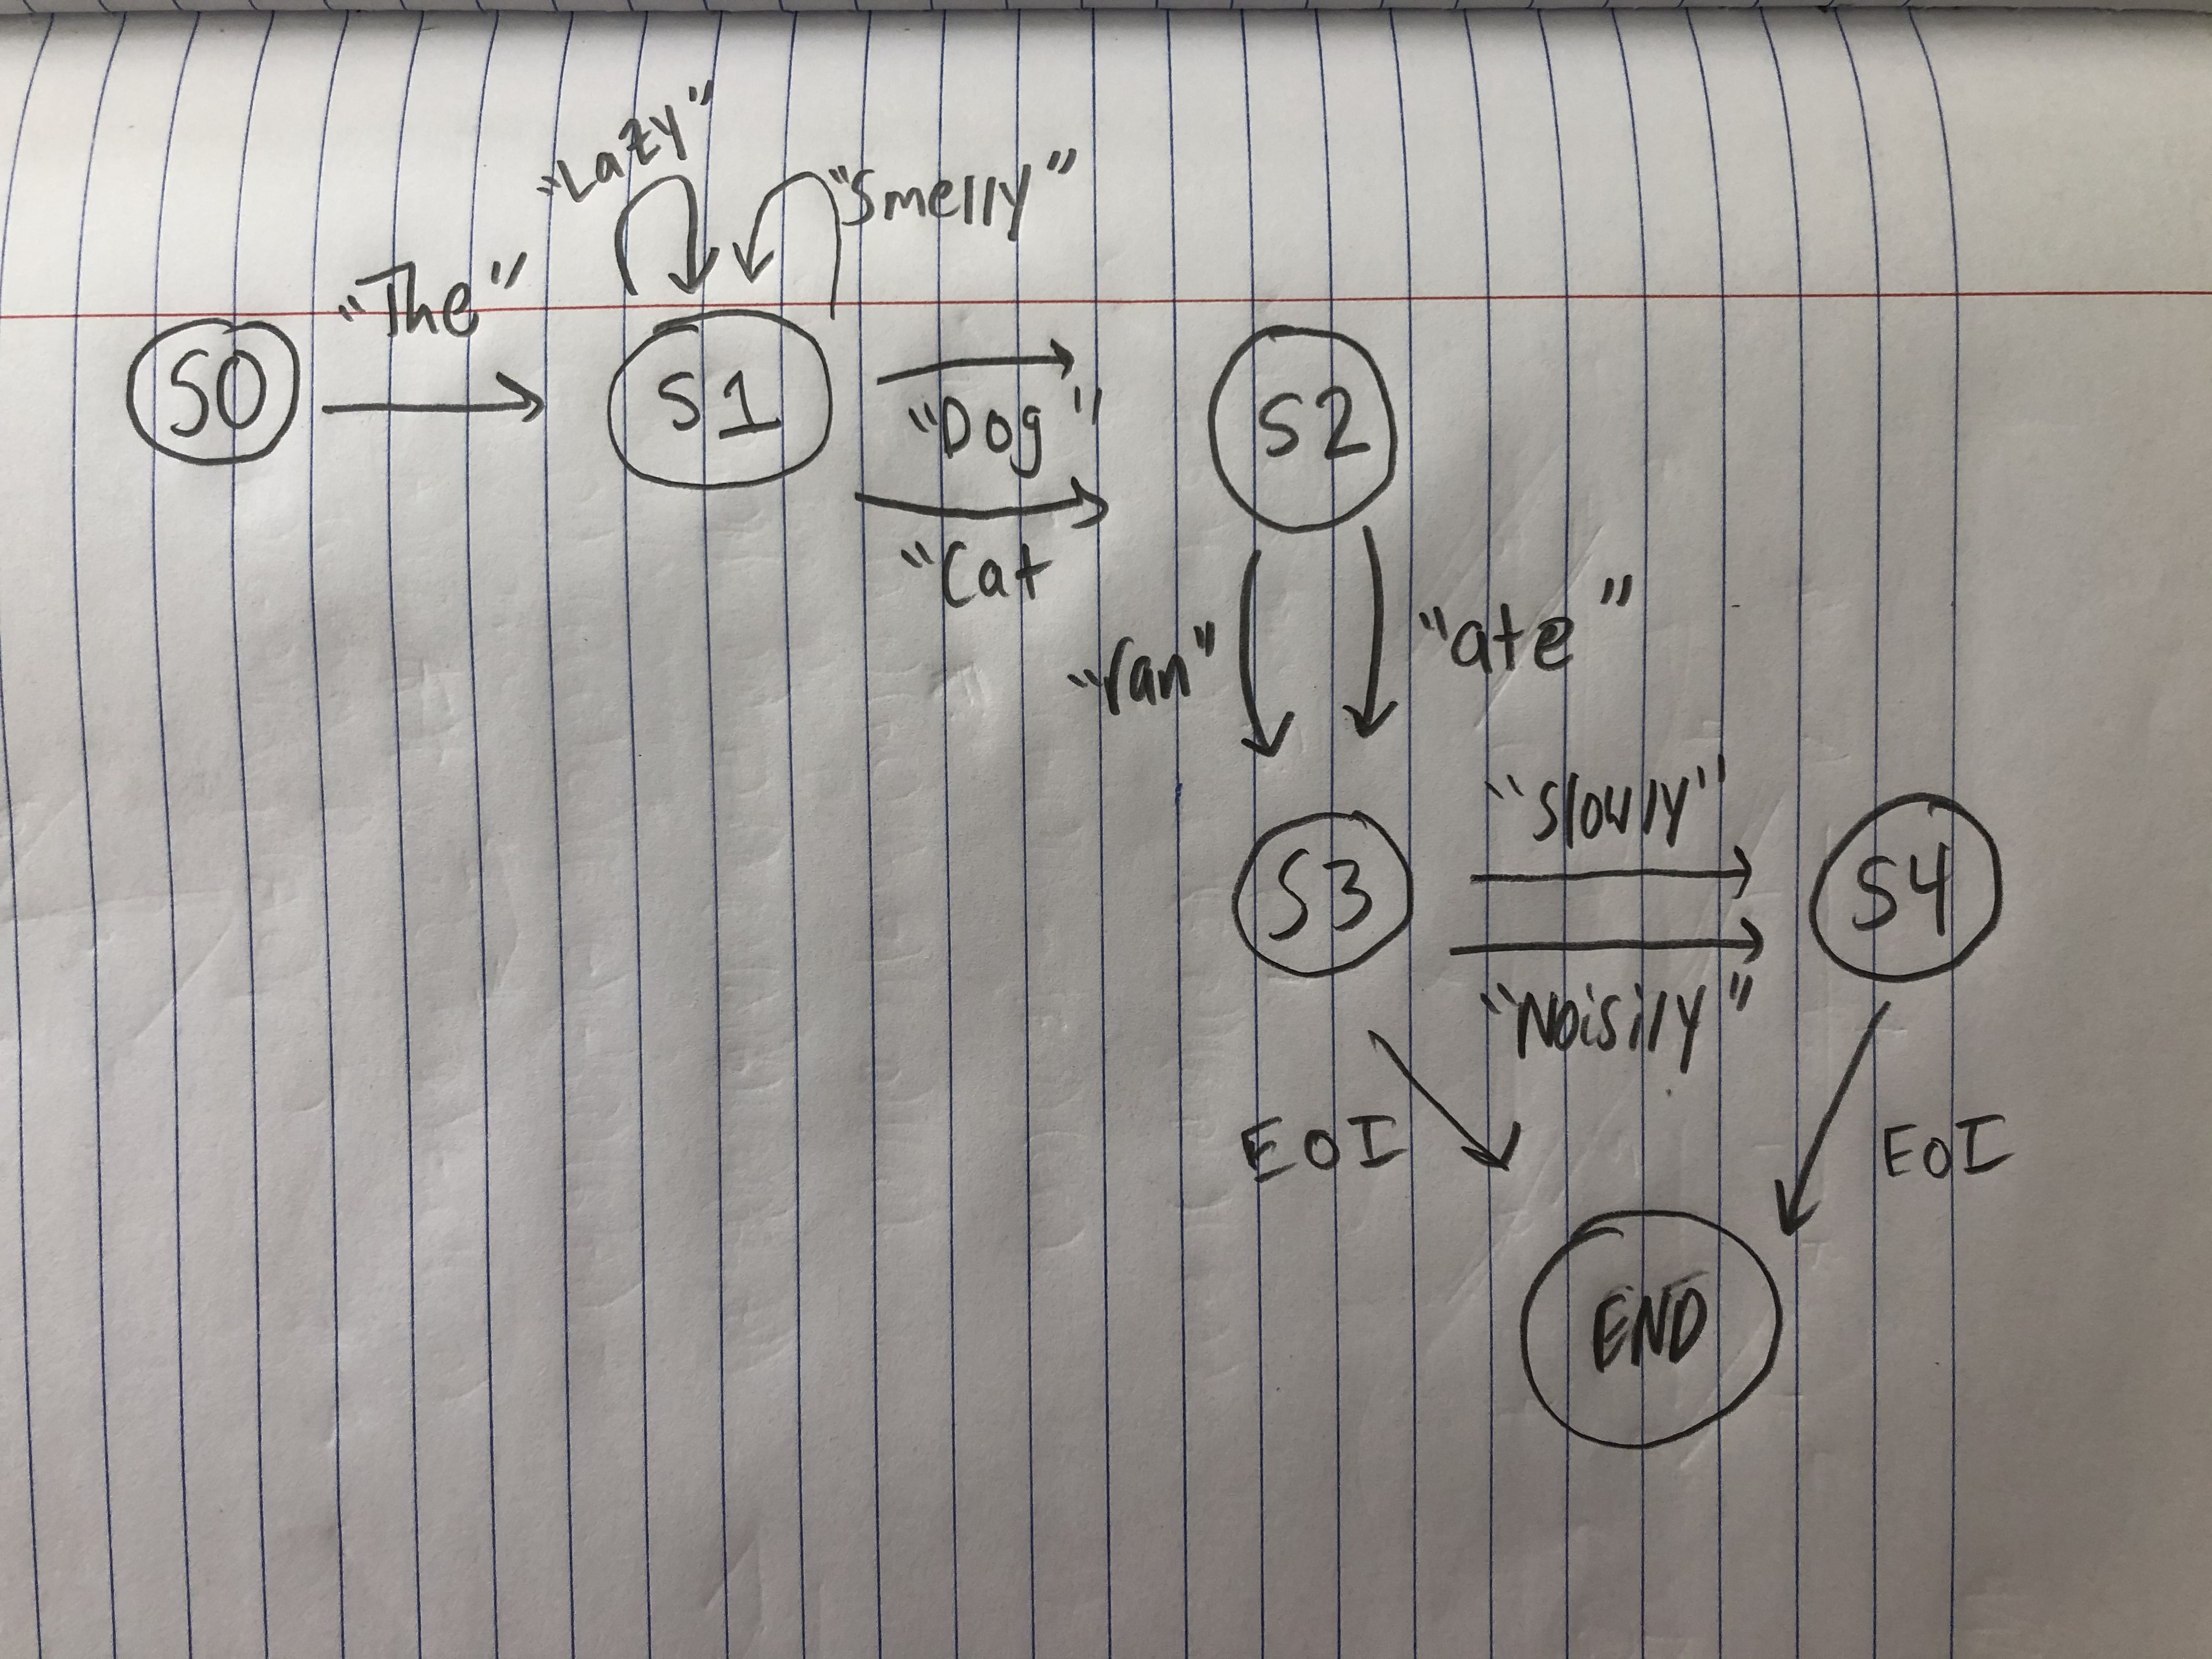 "Lazy"
"Smelly"
"The"
S0
S1
"Dog"
S2
"Cat
"ran"
"ate"
"Slowly"
S3
S4
"Noisily"
EOI
EOI
END